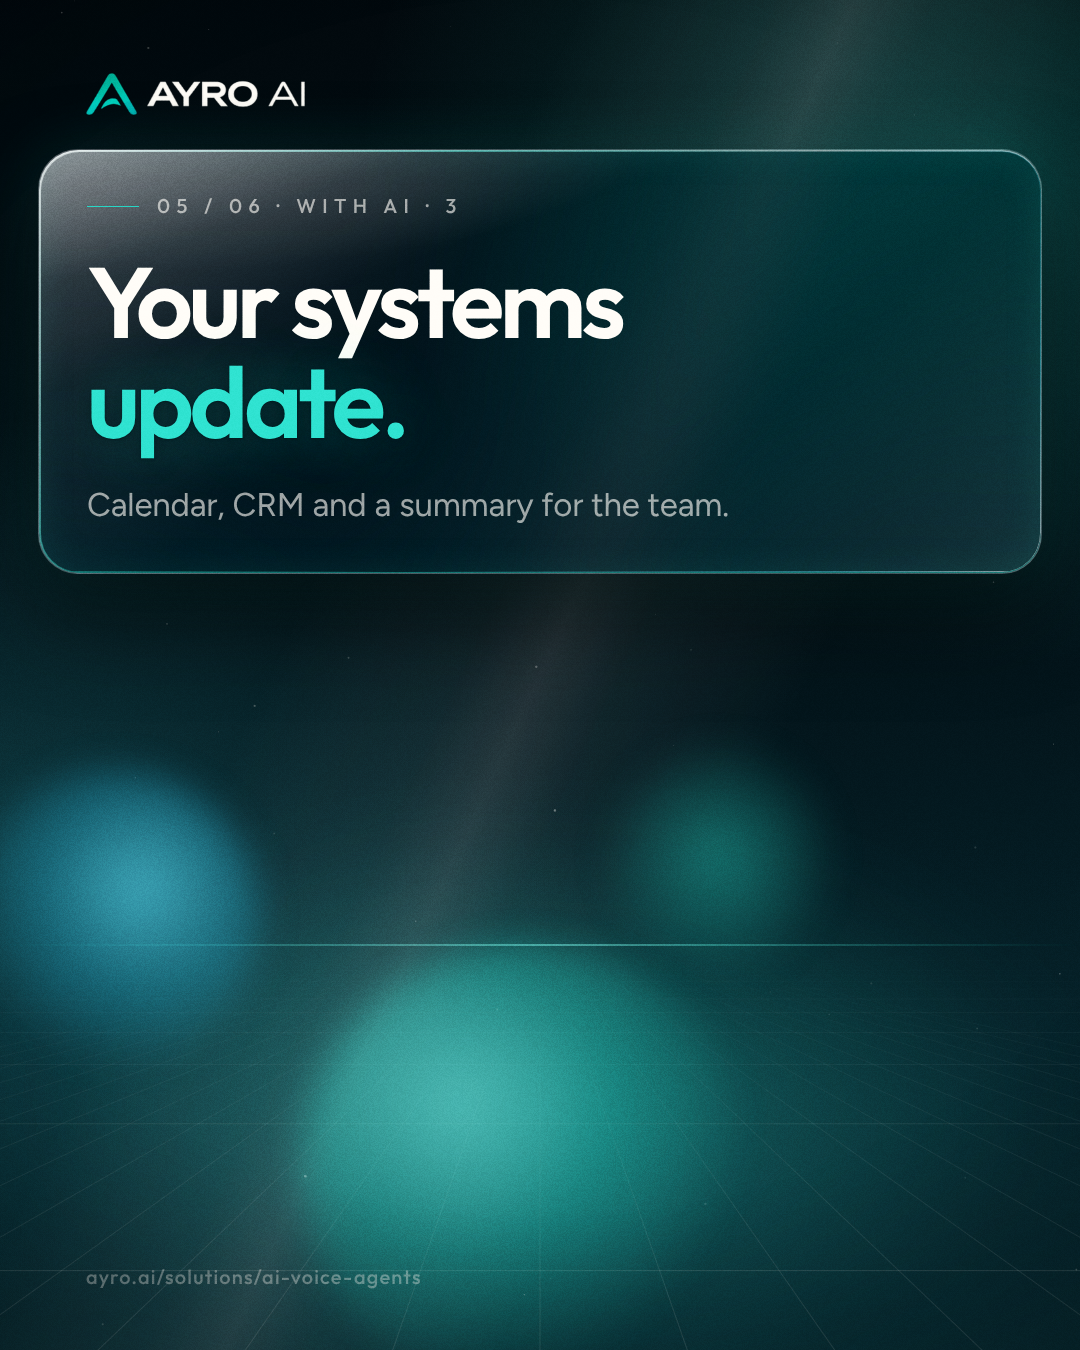 AYRO AI
05 / 06 · WITH AI · 3
Your systems
update.
Calendar, CRM and a summary for the team.
ayro.ai/solutions/ai-voice-agents